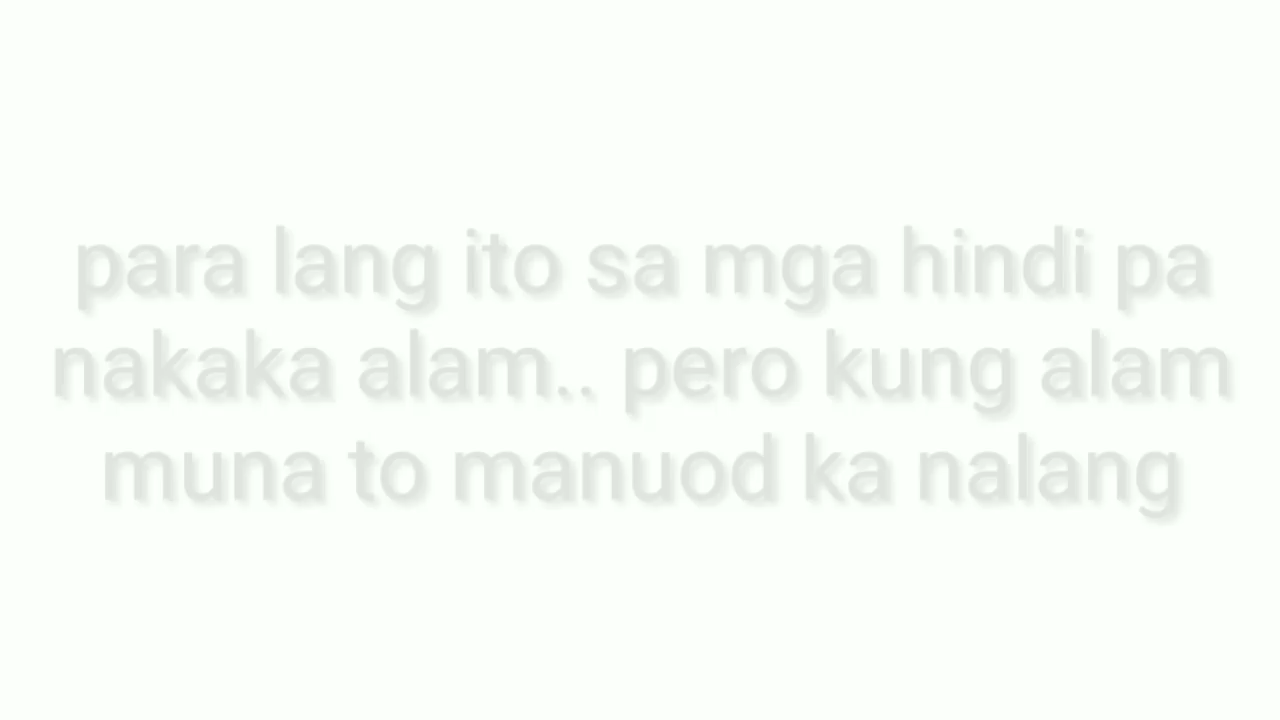 para lang ito sa mga hindi pa
nakaka alam.. pero kung alam
muna to manuod ka nalang